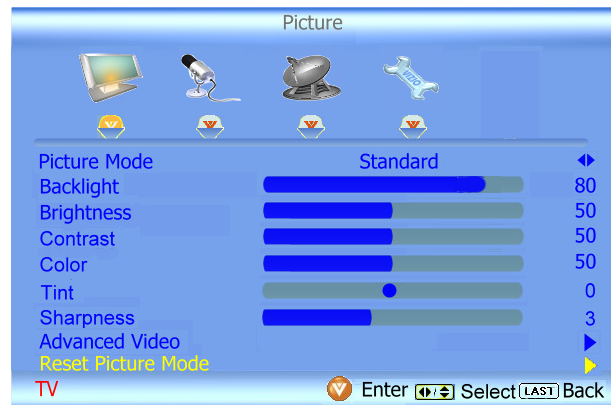 Picture
VIZIO
Picture Mode Standard
Backlight 80
Brightness 50
Contrast 50
Color 50
Tint 0
Sharpness 3
Advanced Video
Reset Picture Mode
TV V Enter Select LAST Back